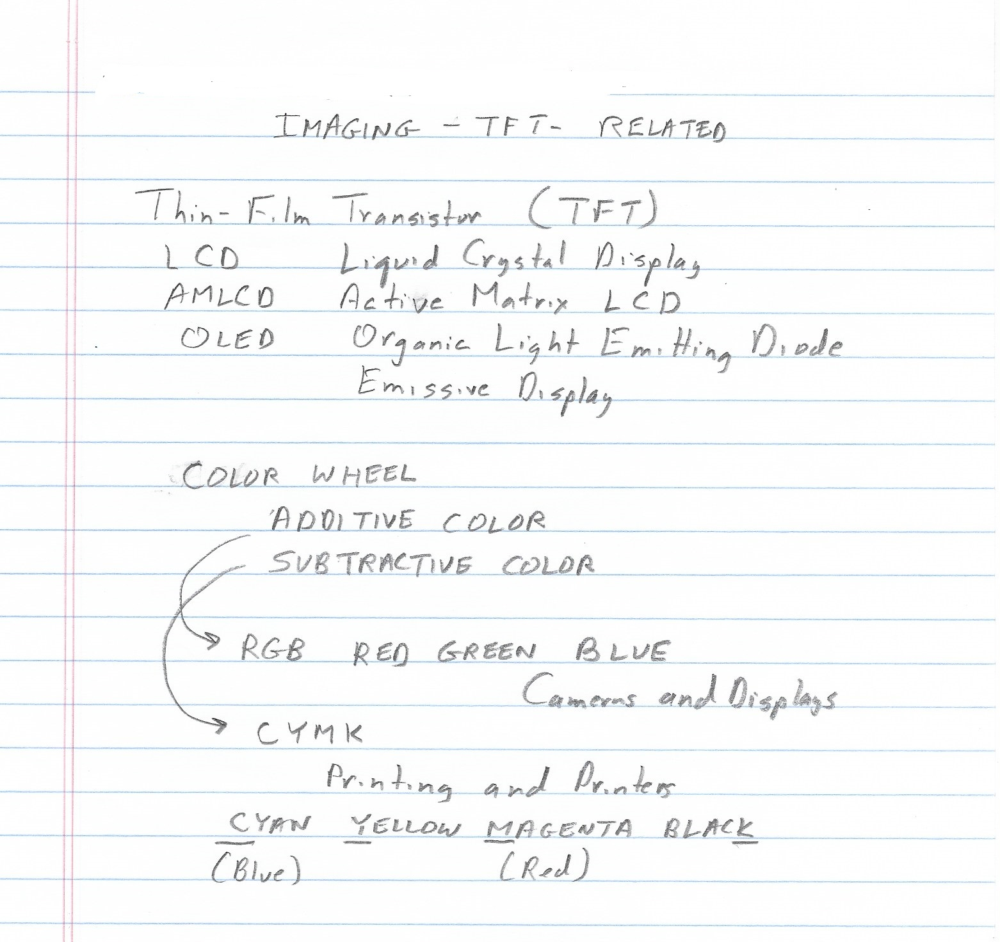 IMAGING - TFT- RELATED
Thin-Film Transistor (TFT)
LCD Liquid Crystal Display
AMLCD Active Matrix LCD
OLED Organic Light Emitting Diode
Emissive Display
COLOR WHEEL
ADDITIVE COLOR
SUBTRACTIVE COLOR
RGB RED GREEN BLUE
Cameras and Displays
CYMK
Printing and Printers
CYAN YELLOW MAGENTA BLACK
(Blue) (Red)